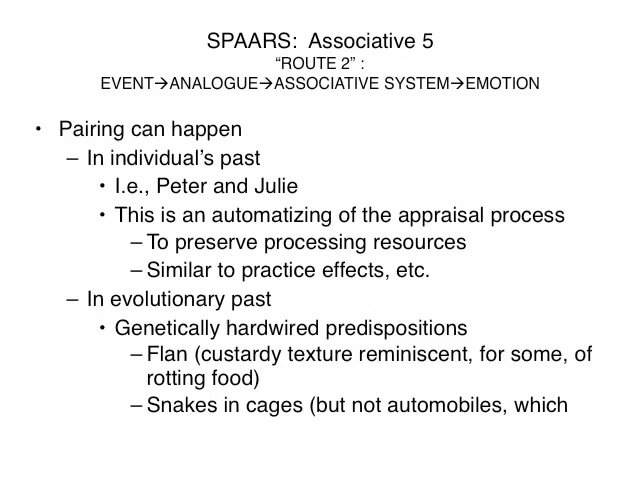 SPAARS: Associative 5
“ROUTE 2” :
EVENT→ANALOGUE→ASSOCIATIVE SYSTEM→EMOTION
• Pairing can happen
– In individual’s past
• I.e., Peter and Julie
• This is an automatizing of the appraisal process
– To preserve processing resources
– Similar to practice effects, etc.
– In evolutionary past
• Genetically hardwired predispositions
– Flan (custardy texture reminiscent, for some, of
rotting food)
– Snakes in cages (but not automobiles, which